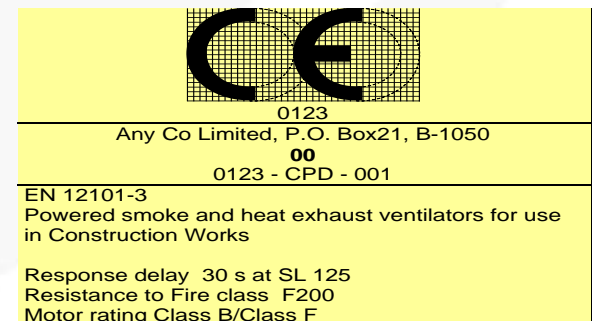 CE
0123
Any Co Limited, P.O. Box21, B-1050
00
0123 - CPD - 001
EN 12101-3
Powered smoke and heat exhaust ventilators for use
in Construction Works
Response delay 30 s at SL 125
Resistance to Fire class F200
Motor rating Class B/Class F